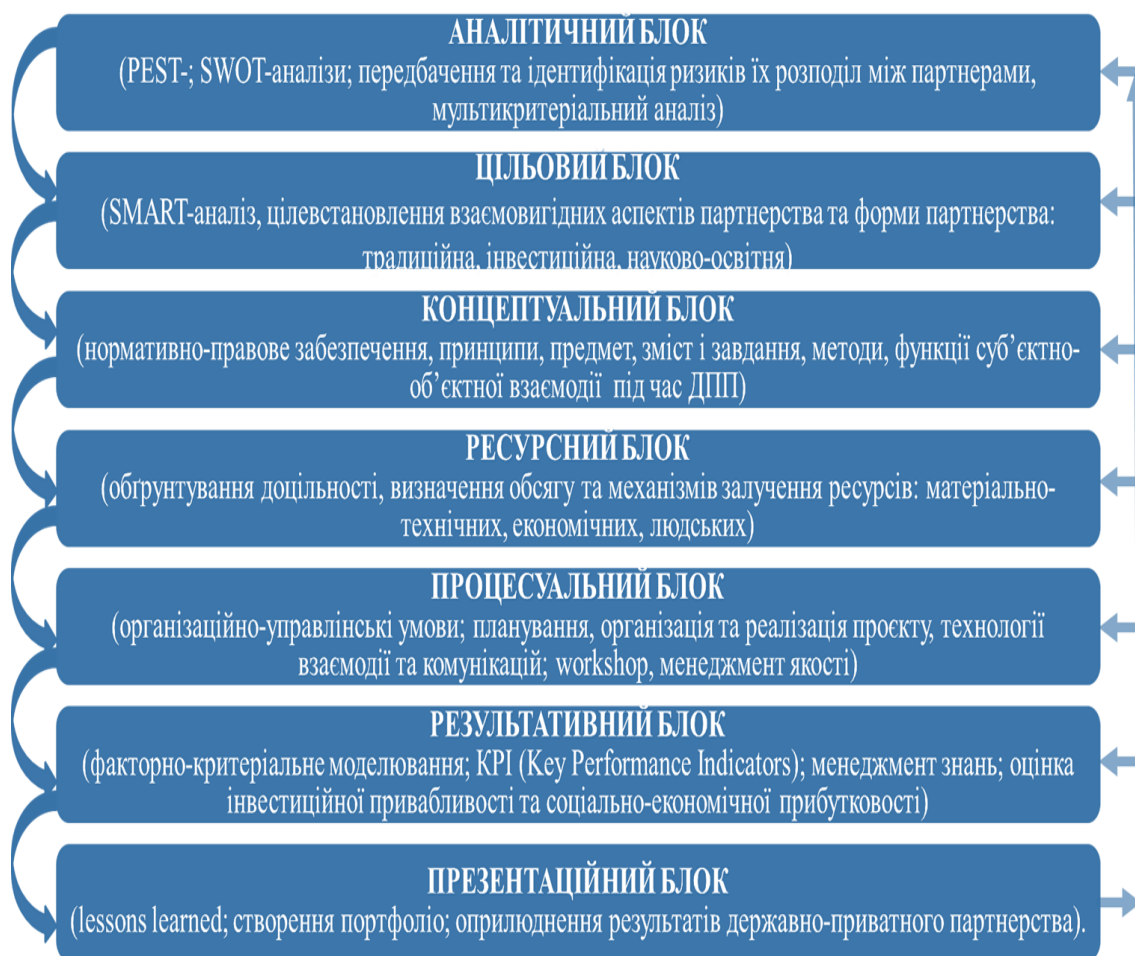 АНАЛІТИЧНИЙ БЛОК
(PEST-; SWOT-аналізи; передбачення та ідентифікація ризиків їх розподіл між партнерами,
мультикритеріальний аналіз)
ЦІЛЬОВИЙ БЛОК
(SMART-аналіз, цілевстановлення взаємовигідних аспектів партнерства та форми партнерства:
традиційна, інвестиційна, науково-освітня)
КОНЦЕПТУАЛЬНИЙ БЛОК
(нормативно-правове забезпечення, принципи, предмет, зміст і завдання, методи, функції суб’єктно-
об’єктної взаємодії під час ДПП)
РЕСУРСНИЙ БЛОК
(обґрунтування доцільності, визначення обсягу та механізмів залучення ресурсів: матеріально-
технічних, економічних, людських)
ПРОЦЕСУАЛЬНИЙ БЛОК
(організаційно-управлінські умови; планування, організація та реалізація проєкту, технології
взаємодії та комунікацій; workshop, менеджмент якості)
РЕЗУЛЬТАТИВНИЙ БЛОК
(факторно-критеріальне моделювання; KPI (Key Performance Indicators); менеджмент знань; оцінка
інвестиційної привабливості та соціально-економічної прибутковості)
ПРЕЗЕНТАЦІЙНИЙ БЛОК
(lessons learned; створення портфоліо; оприлюднення результатів державно-приватного партнерства).